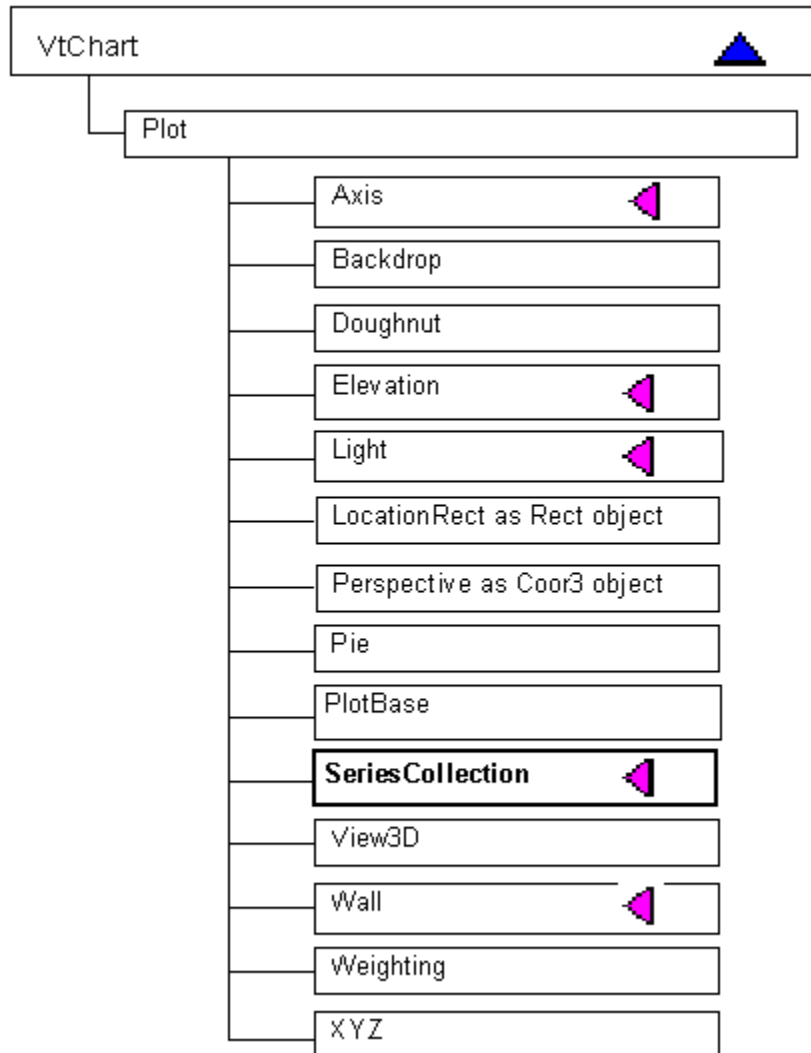 VtChart
Plot
Axis
Backdrop
Doughnut
Elevation
Light
LocationRect as Rect object
Perspective as Coor3 object
Pie
PlotBase
SeriesCollection
View3D
Wall
Weighting
XYZ